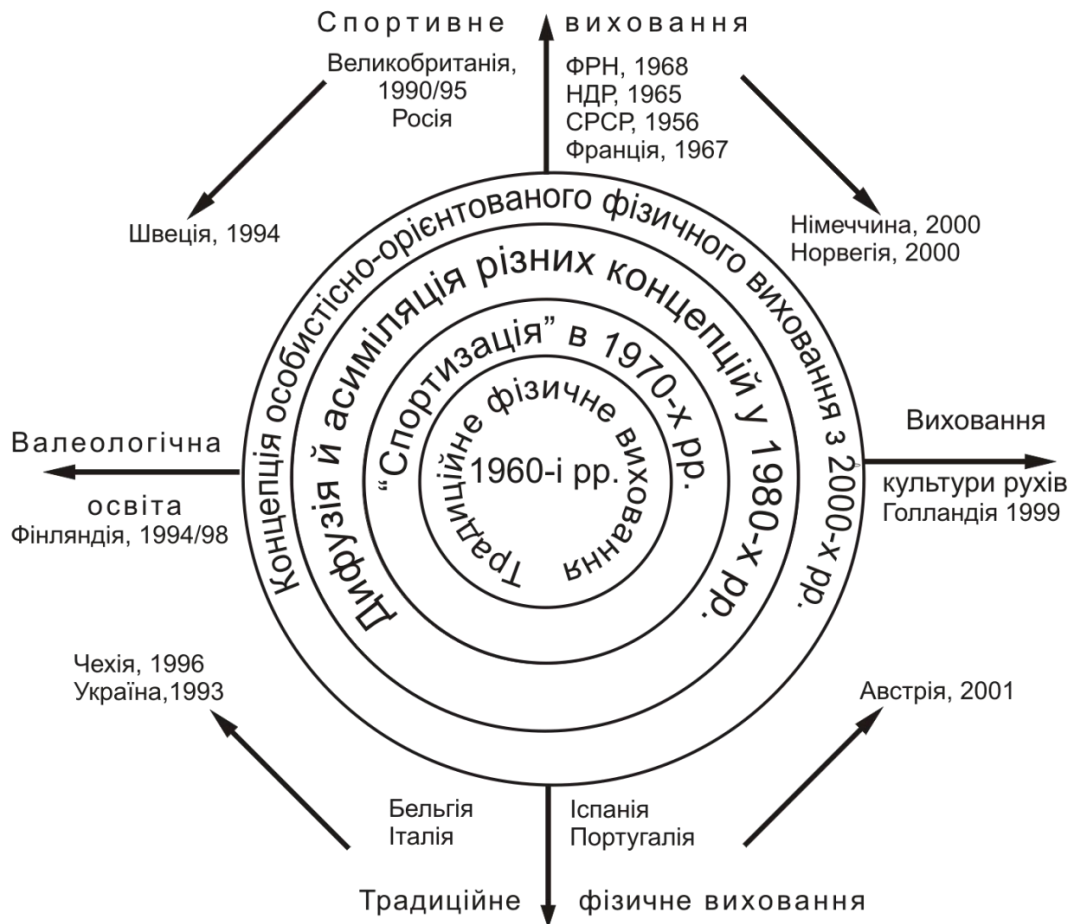 Спортивне виховання
Великобританія,
1990/95
Росія
ФРН, 1968
НДР, 1965
СРСР, 1956
Франція, 1967
Швеція, 1994
Німеччина, 2000
Норвегія, 2000
Концепція особистісно-орієнтованого фізичного виховання з 2000-х рр.
Дифузія й асиміляція різних концепцій у 1980-х рр.
“Спортизація” в 1970-х рр.
Традиційне фізичне виховання
1960-і рр.
Валеологічна
освіта
Фінляндія, 1994/98
Виховання
культури рухів
Голландія 1999
Чехія, 1996
Україна,1993
Австрія, 2001
Бельгія
Італія
Іспанія
Португалія
Традиційне фізичне виховання